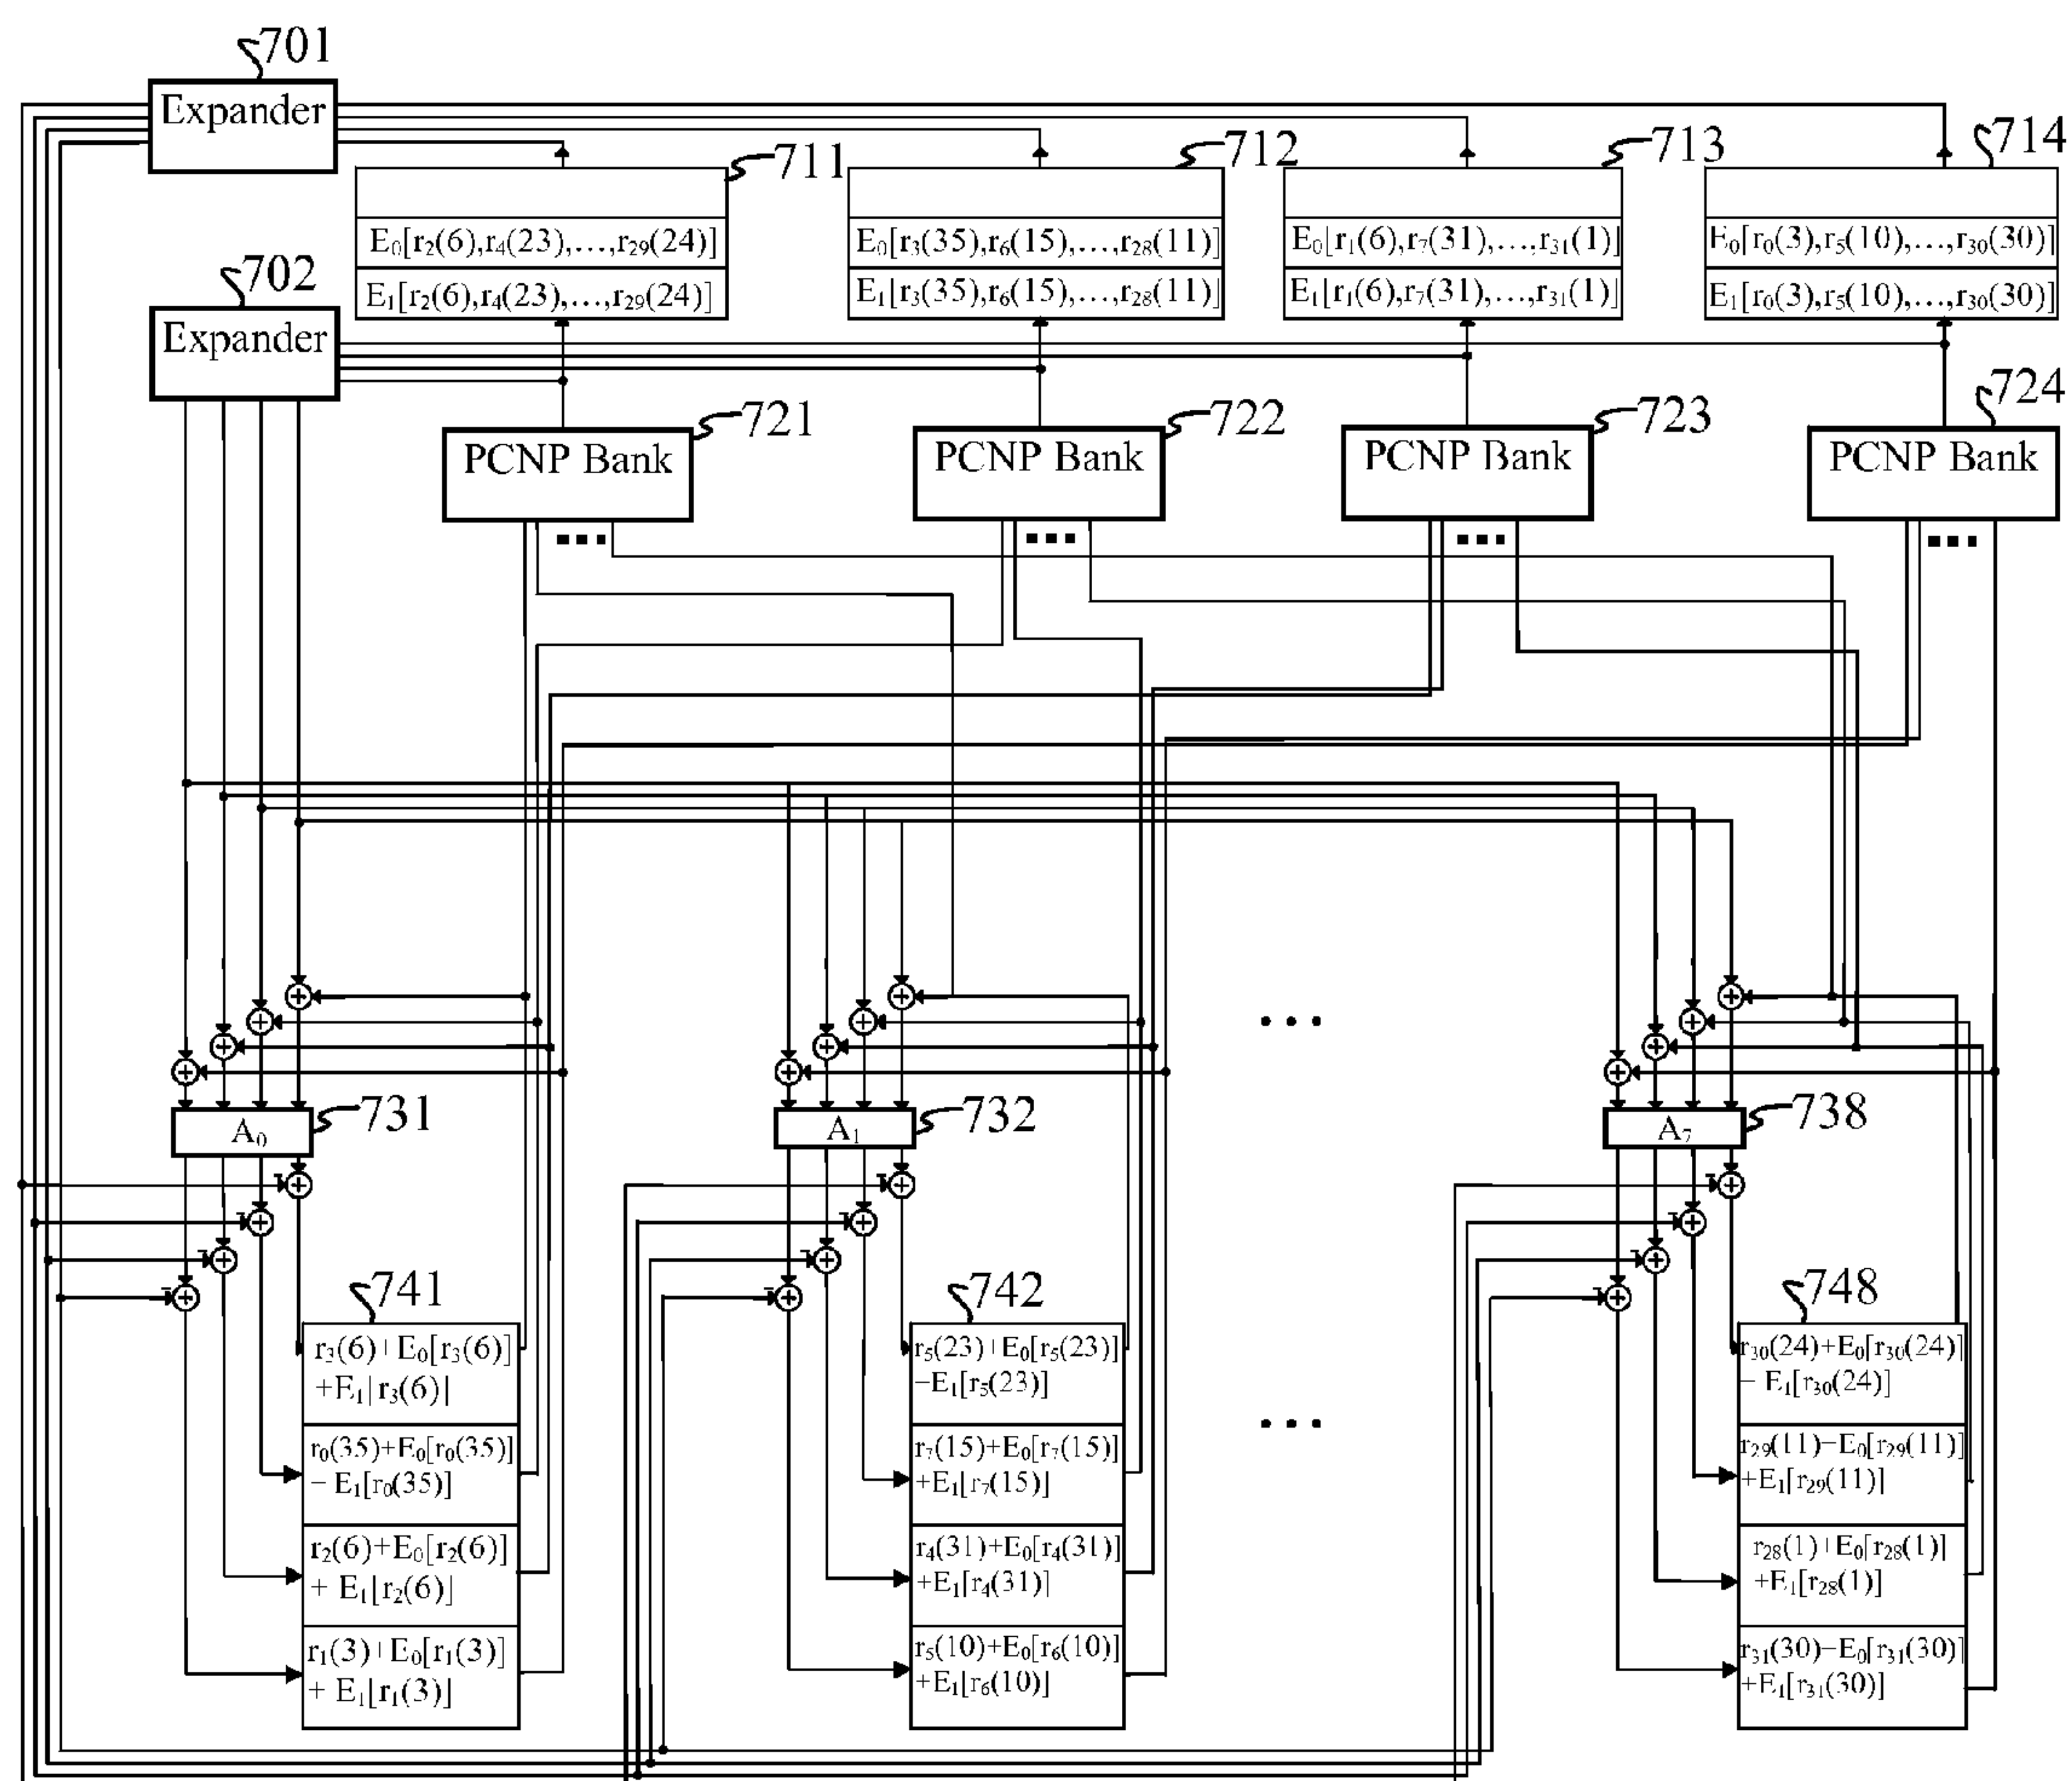 701
Expander
711
712
713
714
E₀[r₂(6),r₄(23),…,r₂₉(24)]
E₁[r₂(6),r₄(23),…,r₂₉(24)]
E₀[r₃(35),r₆(15),…,r₂₈(11)]
E₁[r₃(35),r₆(15),…,r₂₈(11)]
E₀[r₁(6),r₇(31),…,r₃₁(1)]
E₁[r₁(6),r₇(31),…,r₃₁(1)]
E₀[r₀(3),r₅(10),…,r₃₀(30)]
E₁[r₀(3),r₅(10),…,r₃₀(30)]
702
Expander
721
PCNP Bank
722
PCNP Bank
723
PCNP Bank
724
PCNP Bank
A₀
731
A₁
732
A₇
738
741
r₃(6)+E₀[r₃(6)]
+E₁[r₃(6)]
r₀(35)+E₀[r₀(35)]
− E₁[r₀(35)]
r₂(6)+E₀[r₂(6)]
+ E₁[r₂(6)]
r₁(3)+E₀[r₁(3)]
+ E₁[r₁(3)]
742
r₅(23)+E₀[r₅(23)]
−E₁[r₅(23)]
r₇(15)+E₀[r₇(15)]
+E₁[r₇(15)]
r₄(31)+E₀[r₄(31)]
+E₁[r₄(31)]
r₅(10)+E₀[r₆(10)]
+E₁[r₆(10)]
748
r₃₀(24)+E₀[r₃₀(24)]
− E₁[r₃₀(24)]
r₂₉(11)−E₀[r₂₉(11)]
+E₁[r₂₉(11)]
r₂₈(1)+E₀[r₂₈(1)]
+E₁[r₂₈(1)]
r₃₁(30)−E₀[r₃₁(30)]
+E₁[r₃₁(30)]